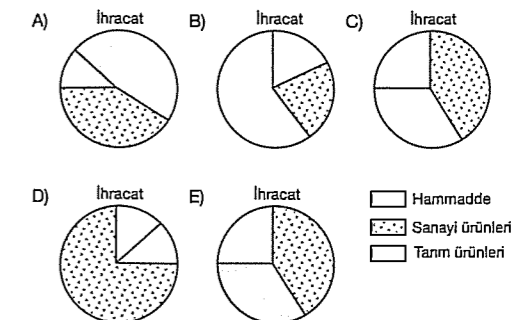 A) İhracat
B) İhracat
C) İhracat
D) İhracat
E) İhracat
Hammadde
Sanayi ürünleri
Tarım ürünleri